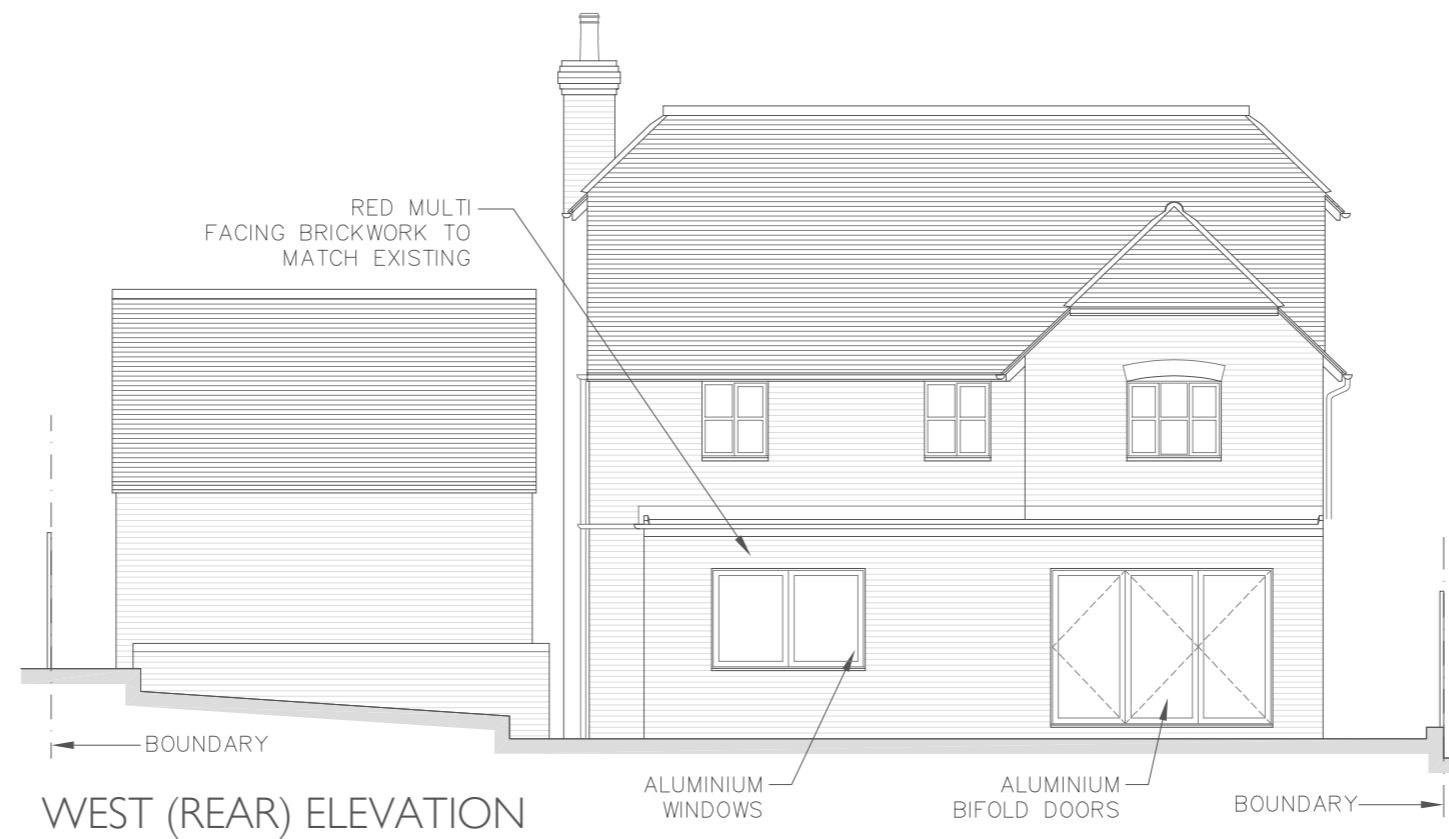 RED MULTI
FACING BRICKWORK TO
MATCH EXISTING
BOUNDARY
ALUMINIUM
WINDOWS
ALUMINIUM
BIFOLD DOORS
BOUNDARY
WEST (REAR) ELEVATION